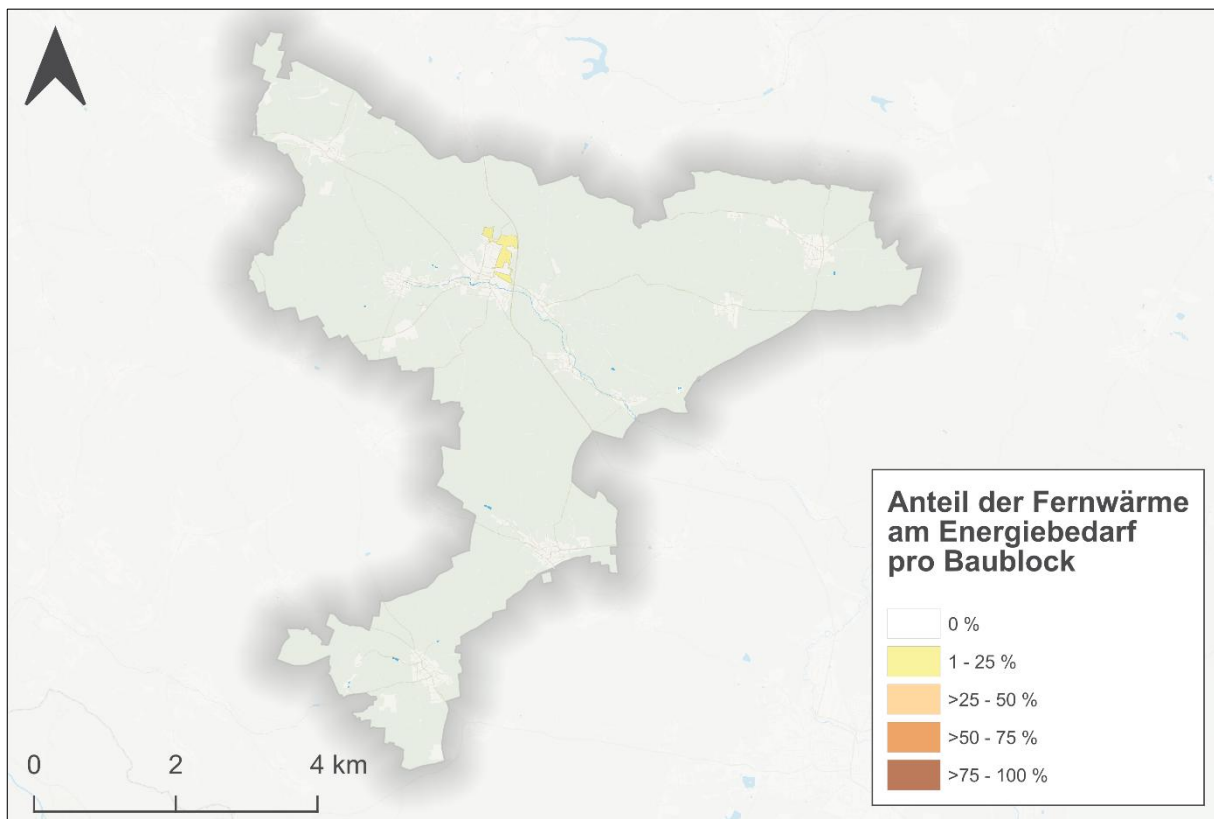 Anteil der Fernwärme
am Energiebedarf
pro Baublock
0 %
1 - 25 %
>25 - 50 %
>50 - 75 %
>75 - 100 %
0 2 4 km